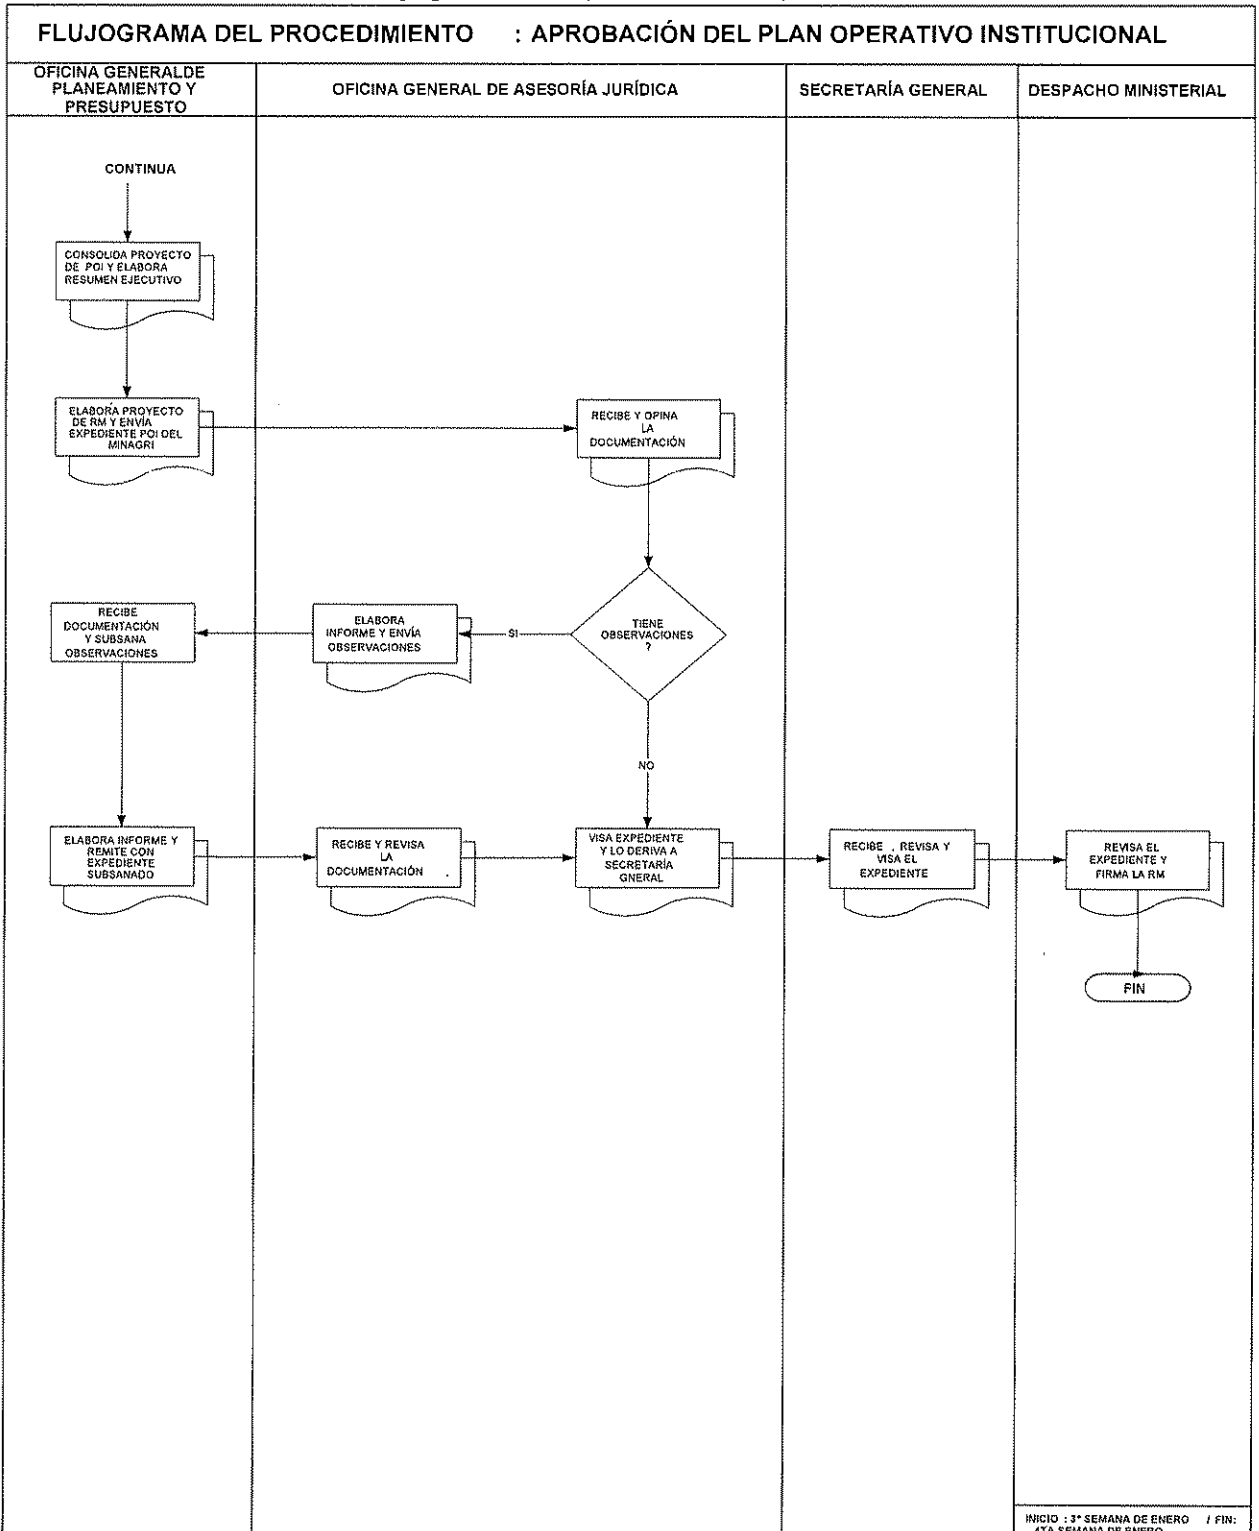 FLUJOGRAMA DEL PROCEDIMIENTO : APROBACIÓN DEL PLAN OPERATIVO INSTITUCIONAL
OFICINA GENERALDE
PLANEAMIENTO Y
PRESUPUESTO
OFICINA GENERAL DE ASESORÍA JURÍDICA
SECRETARÍA GENERAL
DESPACHO MINISTERIAL
CONTINUA
CONSOLIDA PROYECTO
DE POI Y ELABORA
RESUMEN EJECUTIVO
ELABORA PROYECTO
DE RM Y ENVÍA
EXPEDIENTE POI DEL
MINAGRI
RECIBE Y OPINA
LA
DOCUMENTACIÓN
RECIBE
DOCUMENTACIÓN
Y SUBSANA
OBSERVACIONES
ELABORA
INFORME Y ENVÍA
OBSERVACIONES
SI
TIENE
OBSERVACIONES
?
NO
ELABORA INFORME Y
REMITE CON
EXPEDIENTE
SUBSANADO
RECIBE Y REVISA
LA
DOCUMENTACIÓN
VISA EXPEDIENTE
Y LO DERIVA A
SECRETARÍA
GNERAL
RECIBE , REVISA Y
VISA EL
EXPEDIENTE
REVISA EL
EXPEDIENTE Y
FIRMA LA RM
FIN
INICIO : 3° SEMANA DE ENERO / FIN:
4TA SEMANA DE ENERO